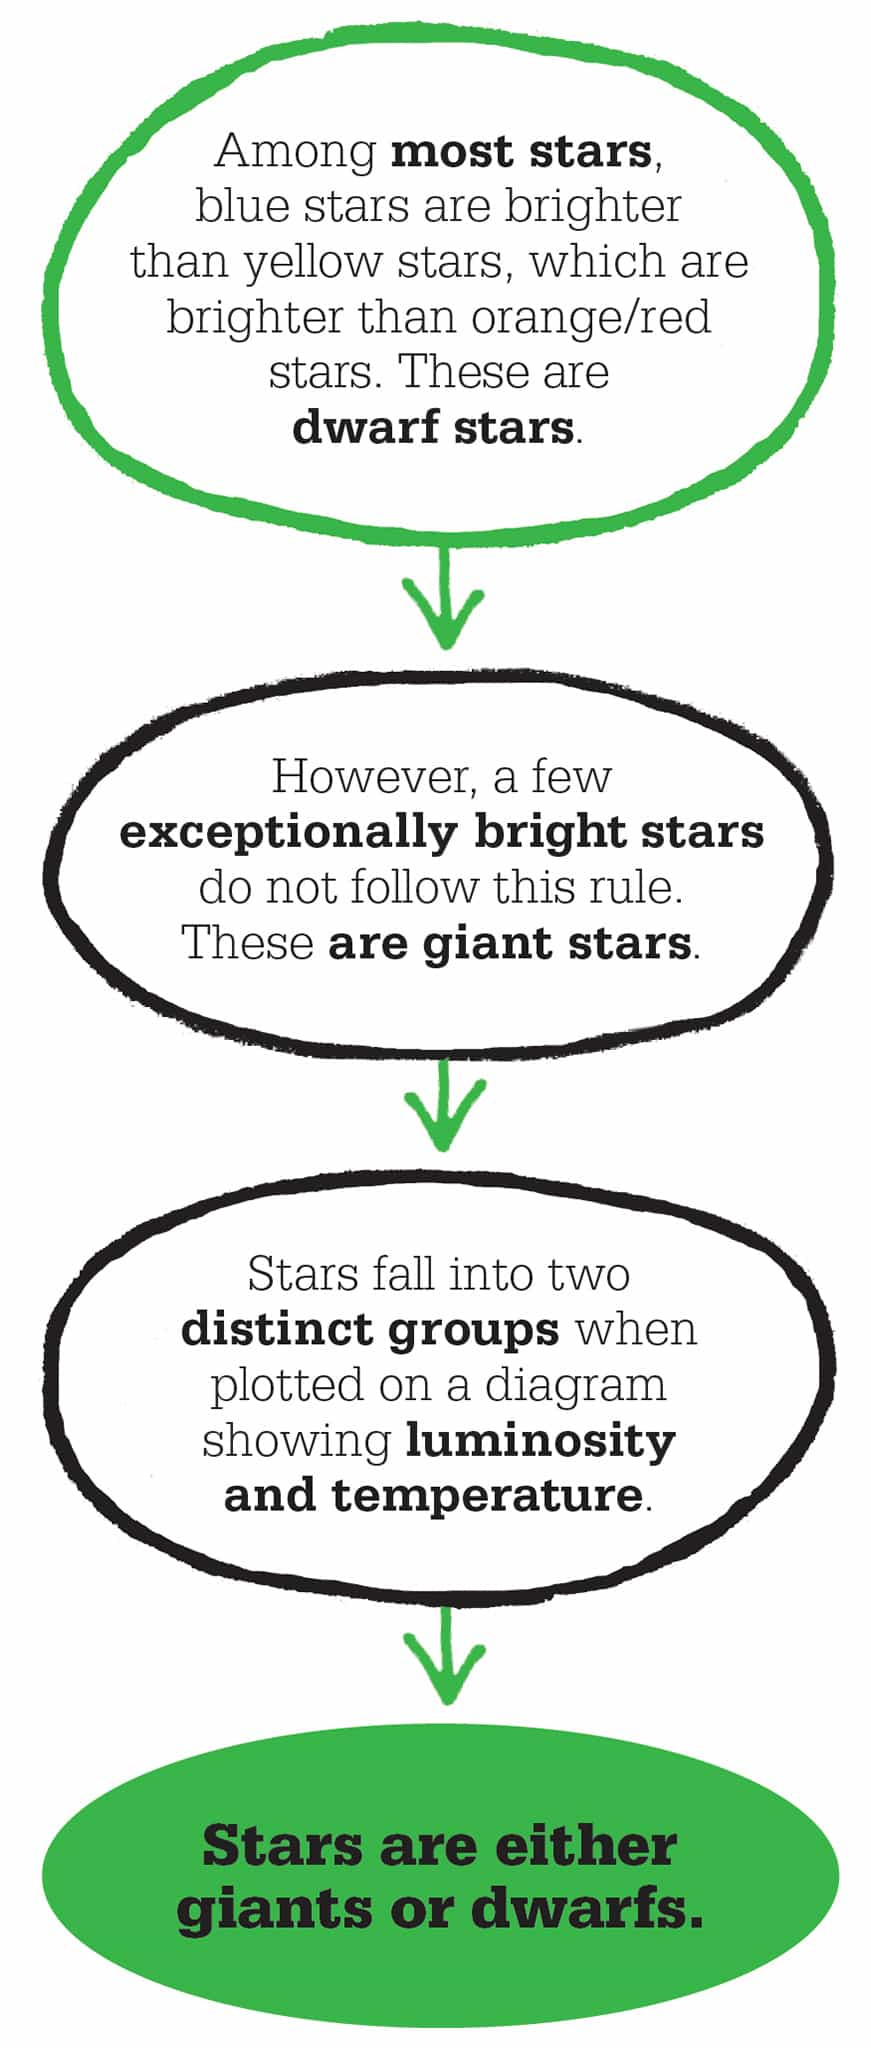 Among most stars,
blue stars are brighter
than yellow stars, which are
brighter than orange/red
stars. These are
dwarf stars.
However, a few
exceptionally bright stars
do not follow this rule.
These are giant stars.
Stars fall into two
distinct groups when
plotted on a diagram
showing luminosity
and temperature.
Stars are either
giants or dwarfs.